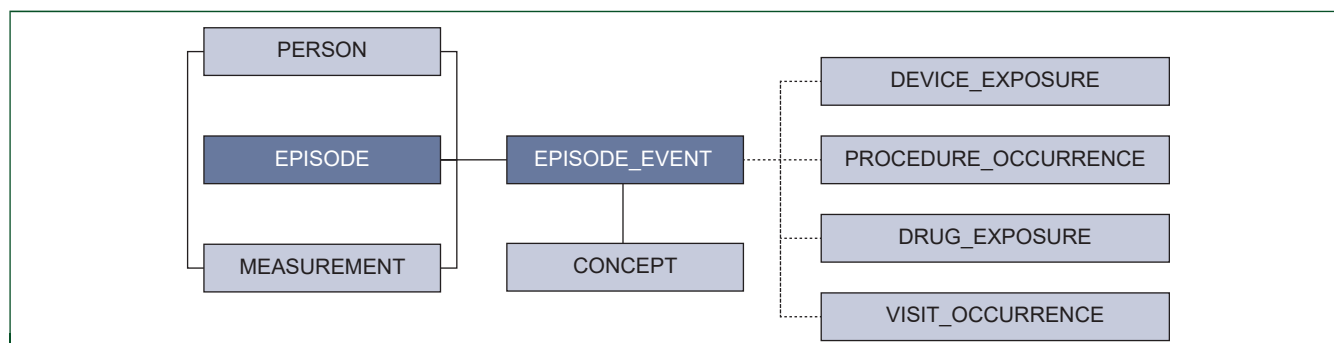 PERSON
EPISODE
MEASUREMENT
EPISODE_EVENT
CONCEPT
DEVICE_EXPOSURE
PROCEDURE_OCCURRENCE
DRUG_EXPOSURE
VISIT_OCCURRENCE